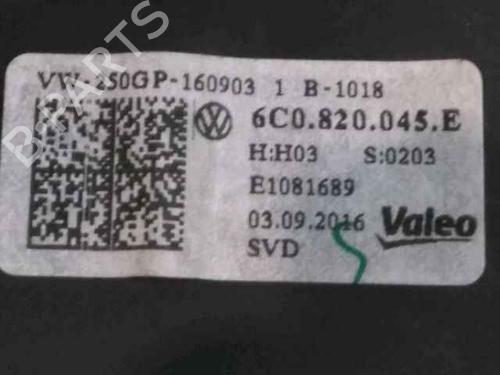 VW-250GP-160903 1 B-1018
6C0.820.045.E
H:H03 S:0203
E1081689
03.09.2016
Valeo
SVD
B-PARTS